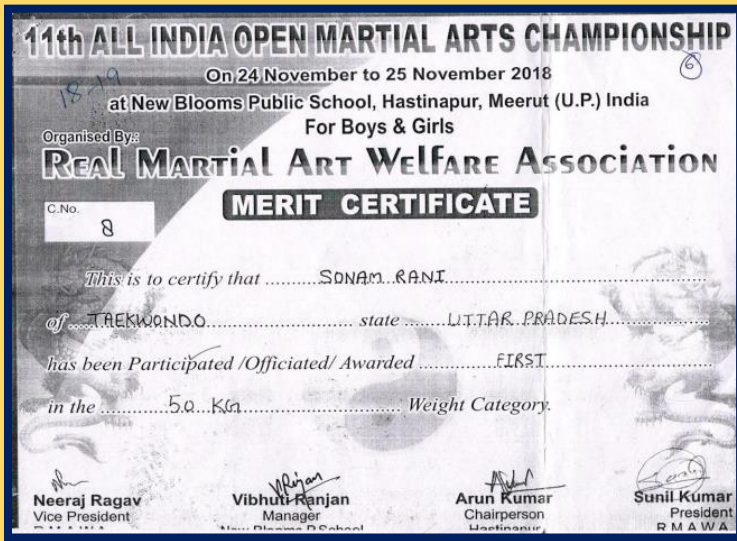 11th ALL INDIA OPEN MARTIAL ARTS CHAMPIONSHIP
18-19
6
On 24 November to 25 November 2018
at New Blooms Public School, Hastinapur, Meerut (U.P.) India
For Boys & Girls
Organised By:
REAL MARTIAL ART WELFARE ASSOCIATION
MERIT CERTIFICATE
C.No.
8
This is to certify that SONAM RANI
of TAEKWONDO state UTTAR PRADESH
has been Participated /Officiated/ Awarded FIRST
in the 50 KG Weight Category.
Neeraj Ragav Vibhuti Ranjan Arun Kumar Sunil Kumar
Vice President Manager Chairperson President
R M A W A New Blooms P.School Hastinapur R M A W A